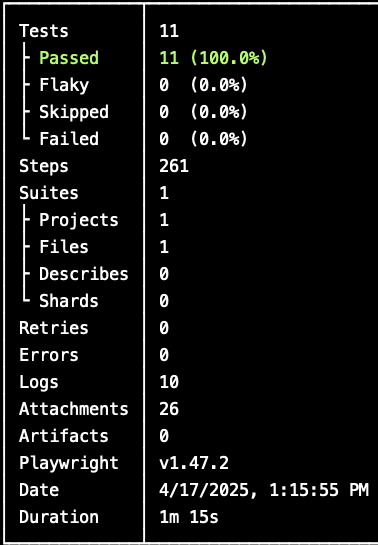 Tests 11
Passed 11 (100.0%)
Flaky 0 (0.0%)
Skipped 0 (0.0%)
Failed 0 (0.0%)
Steps 261
Suites 1
Projects 1
Files 1
Describes 0
Shards 0
Retries 0
Errors 0
Logs 10
Attachments 26
Artifacts 0
Playwright v1.47.2
Date 4/17/2025, 1:15:55 PM
Duration 1m 15s